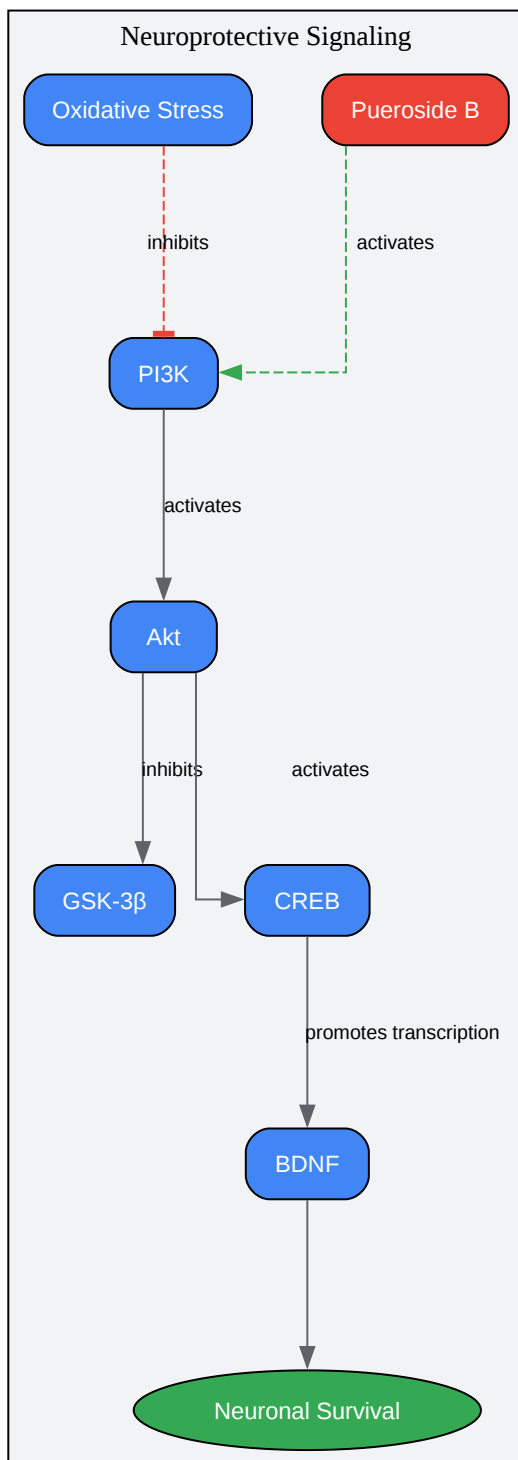 Neuroprotective Signaling
Oxidative Stress
Pueroside B
inhibits
activates
PI3K
activates
Akt
inhibits
activates
GSK-3β
CREB
promotes transcription
BDNF
Neuronal Survival